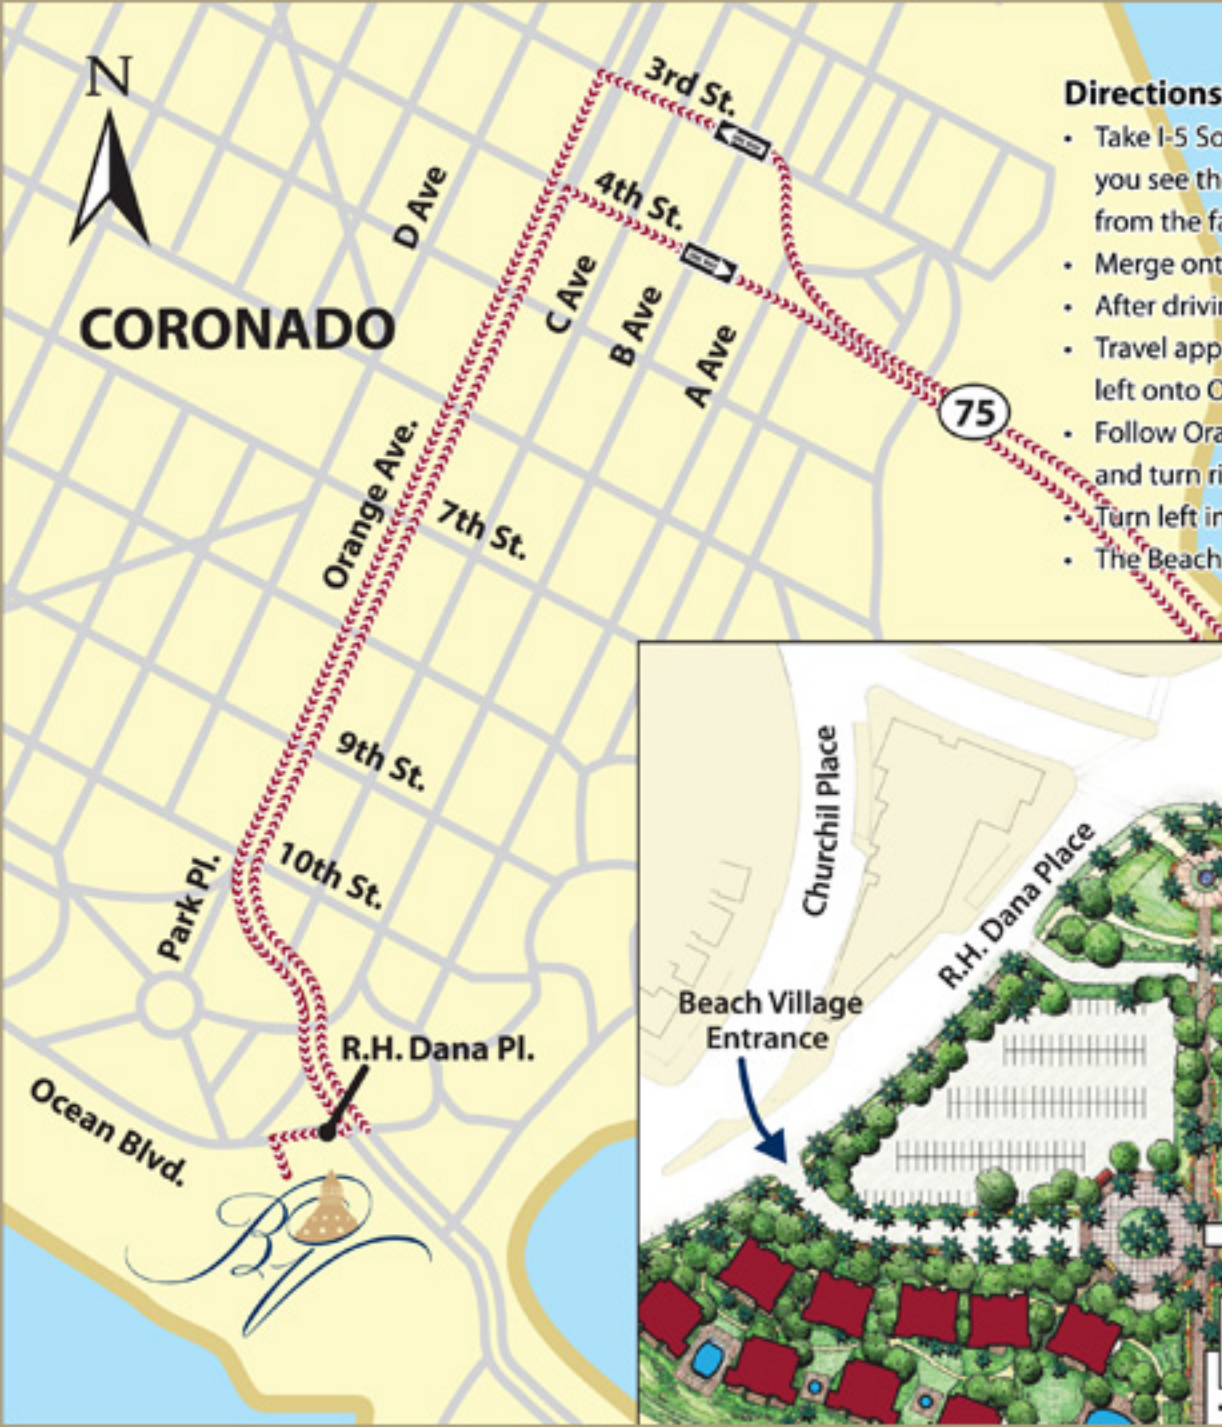 N
CORONADO
3rd St.
4th St.
D Ave
C Ave
B Ave
A Ave
75
Orange Ave.
7th St.
9th St.
10th St.
Park Pl.
R.H. Dana Pl.
Ocean Blvd.
BV
Directions
• Take I-5 So
you see th
from the fa
• Merge ont
• After drivin
• Travel app
left onto O
• Follow Ora
and turn ri
• Turn left in
• The Beach
Churchil Place
R.H. Dana Place
Beach Village
Entrance